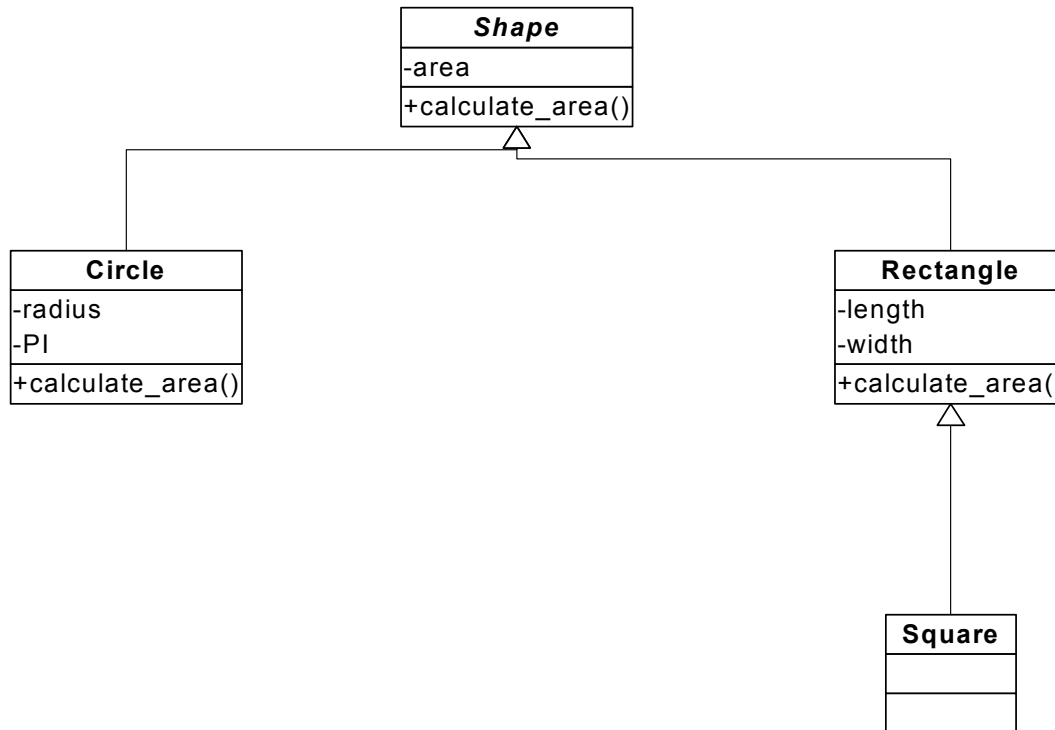 Shape
-area
+calculate_area()
Circle
-radius
-PI
+calculate_area()
Rectangle
-length
-width
+calculate_area(
Square